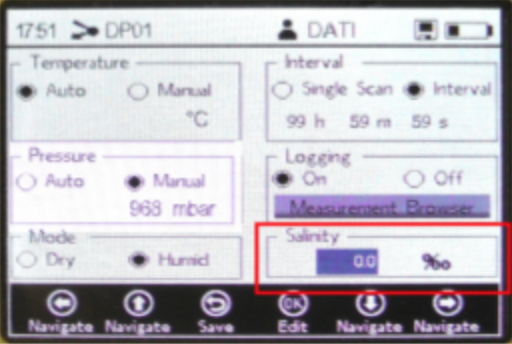 17:51 DP01 DATI
Temperature
Auto Manual
°C
Interval
Single Scan Interval
99 h 59 m 59 s
Pressure
Auto Manual
968 mbar
Logging
On Off
Measurement Browser
Mode
Dry Humid
Salinity
0.0 ‰
Navigate Navigate Save OK Edit Navigate Navigate